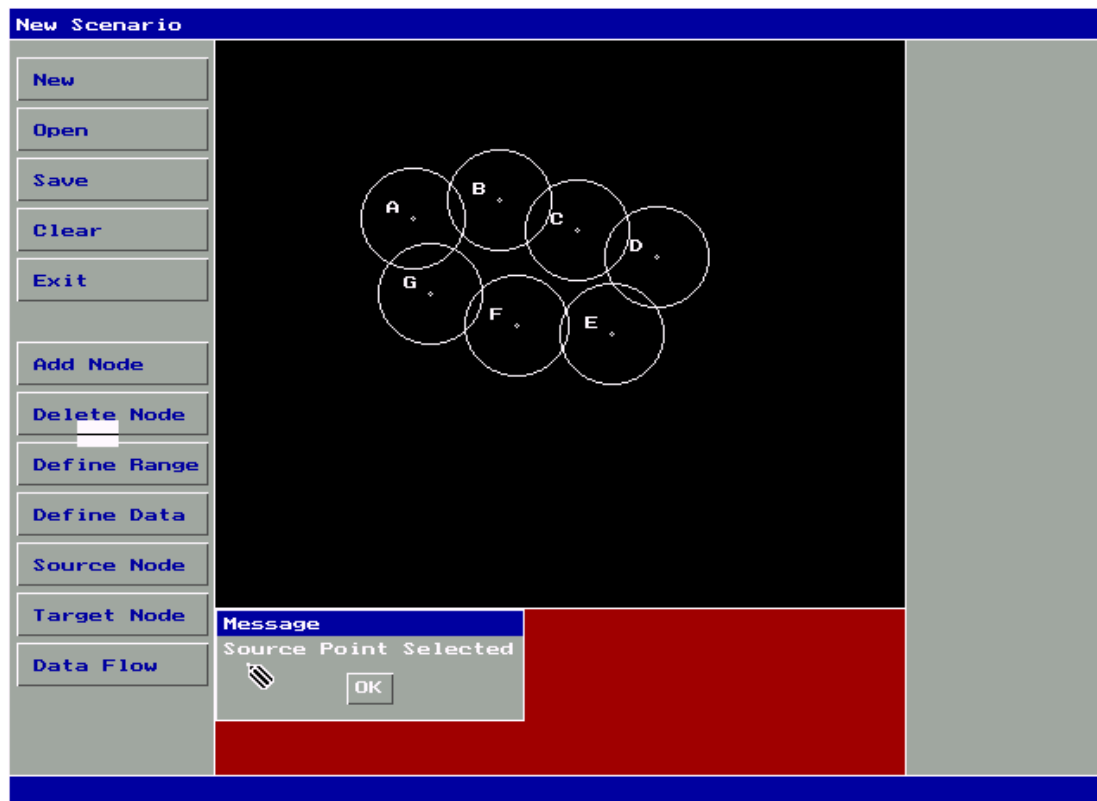 New Scenario
New
Open
Save
Clear
Exit
Add Node
Delete Node
Define Range
Define Data
Source Node
Target Node
Data Flow
A
B
C
D
G
F
E
Message
Source Point Selected
OK